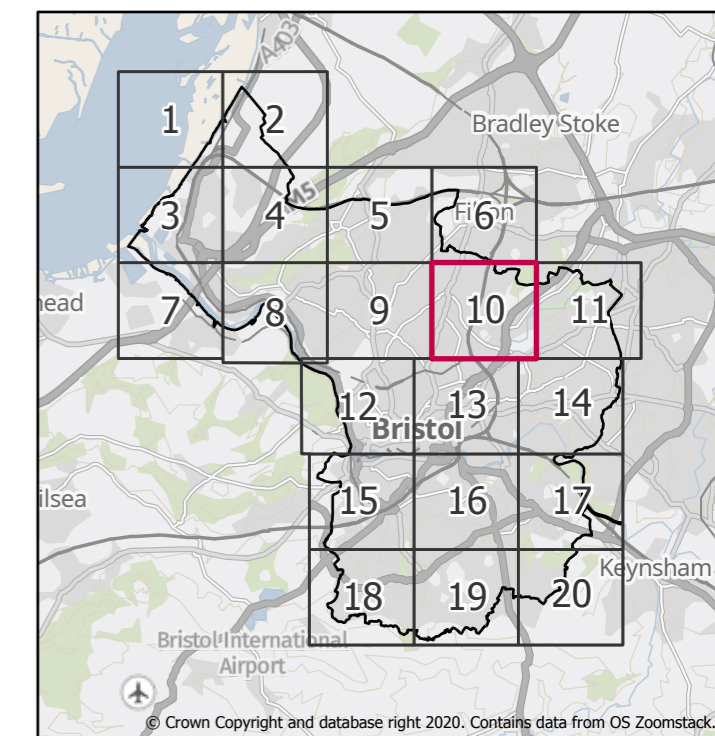 A403
1
2
Bradley Stoke
M5
3
4
5
Filton
6
head
7
8
9
10
11
12
13
14
Bristol
ilsea
15
16
17
Keynsham
18
19
20
Bristol International
Airport
© Crown Copyright and database right 2020. Contains data from OS Zoomstack.